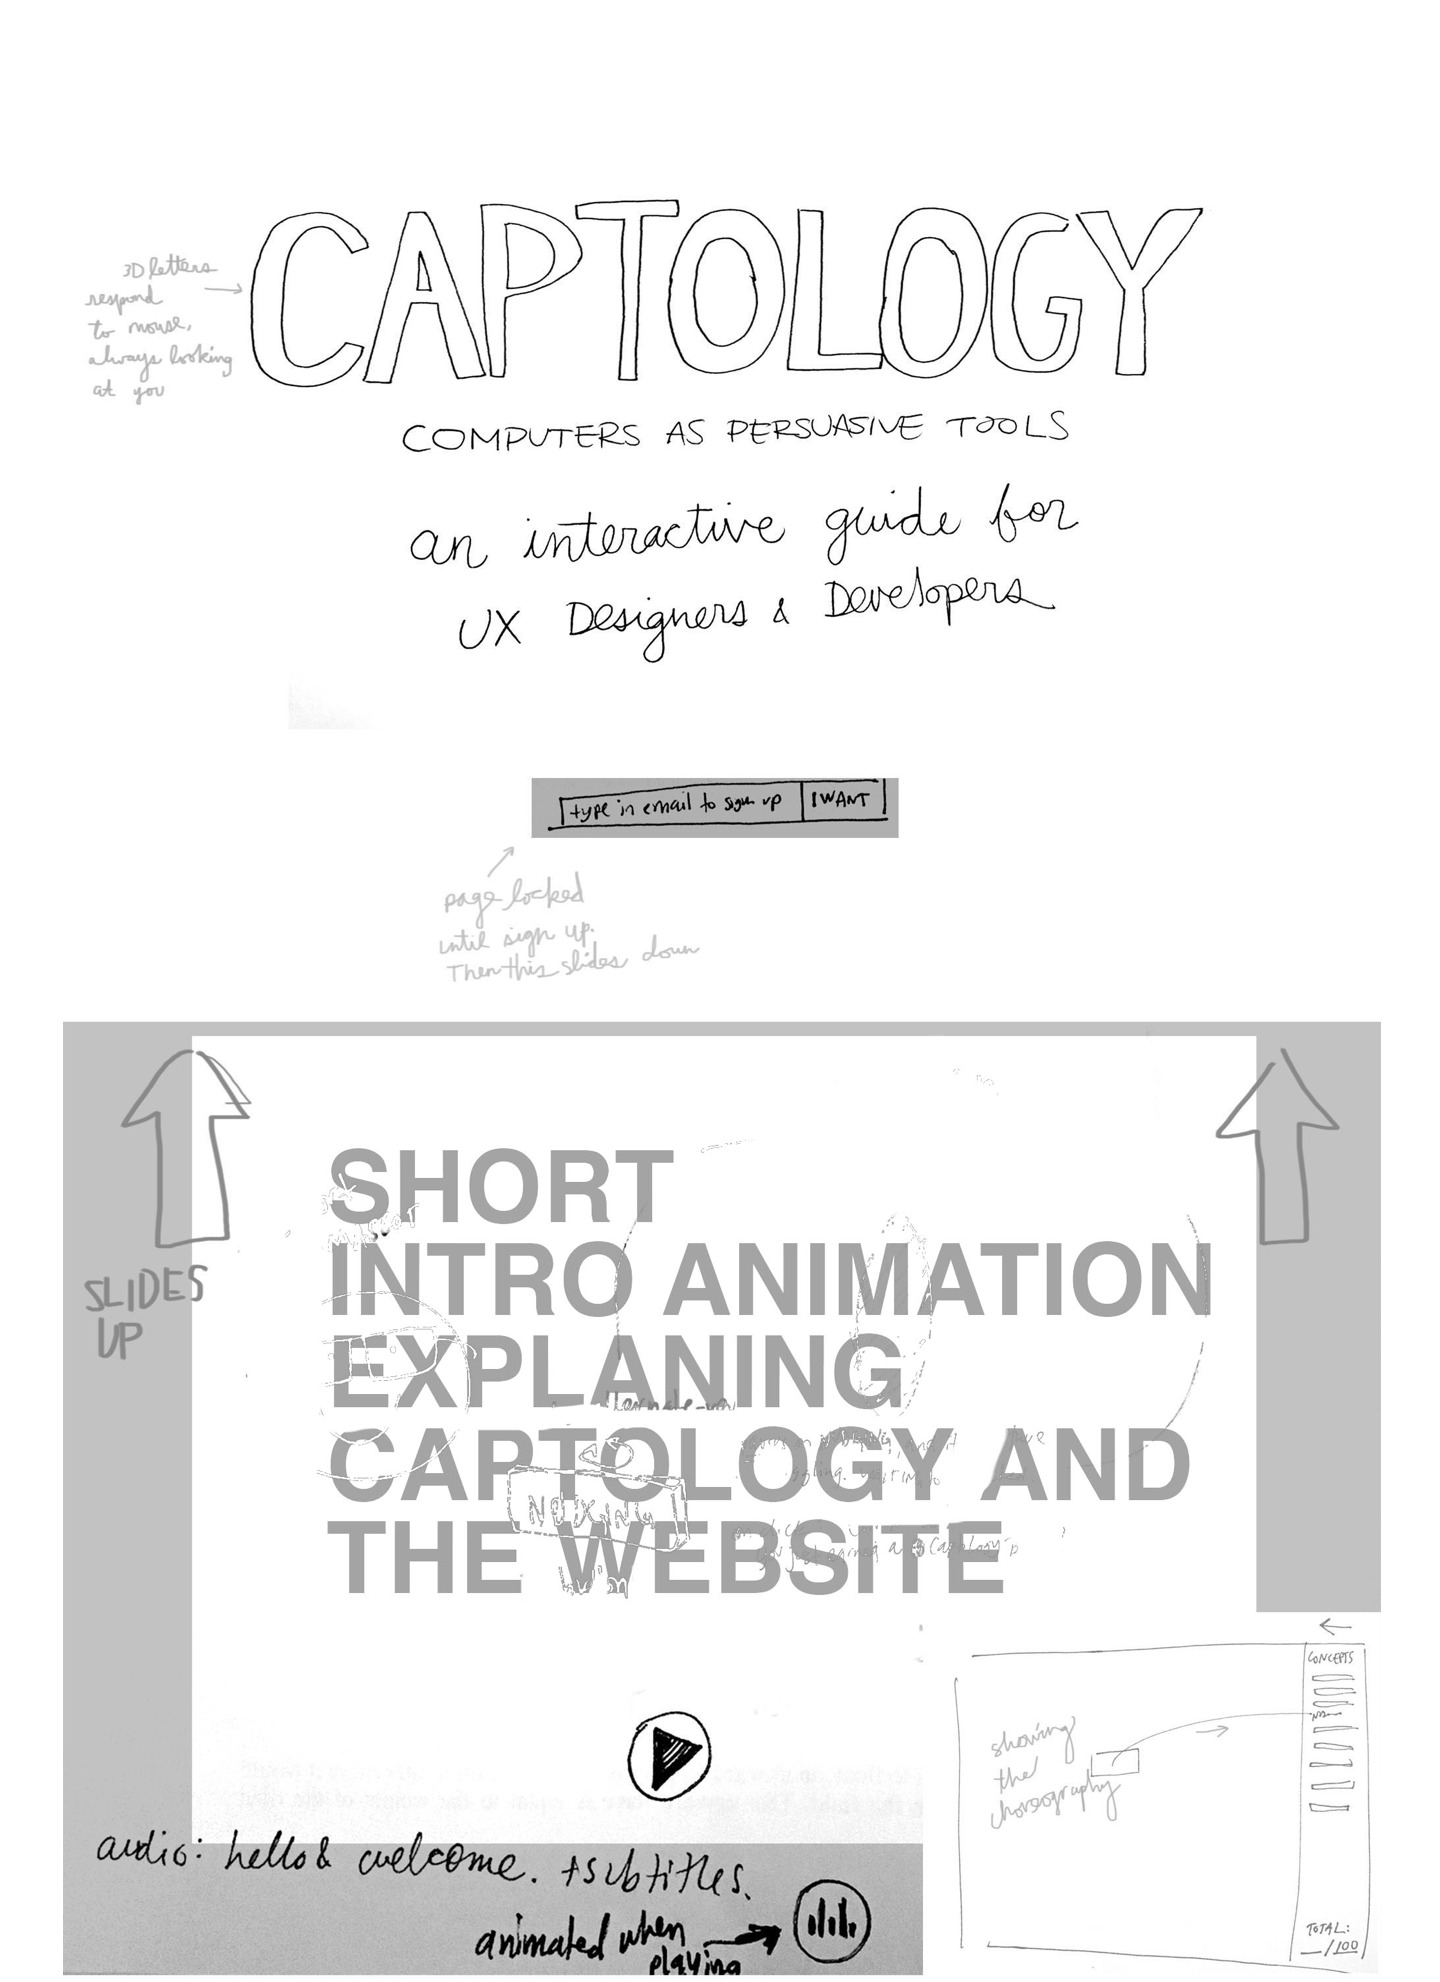 CAPTOLOGY
3D letters
respond
to mouse,
always looking
at you
COMPUTERS AS PERSUASIVE TOOLS
an interactive guide for
UX Designers & Developers
type in email to sign up
I WANT
page locked
until sign up.
Then this slides down
SLIDES
UP
SHORT
INTRO ANIMATION
EXPLANING
CAPTOLOGY AND
THE WEBSITE
NUDGING
audio: hello & welcome. + subtitles.
animated when
playing
CONCEPTS
showing
the
choreography
TOTAL:
__/100